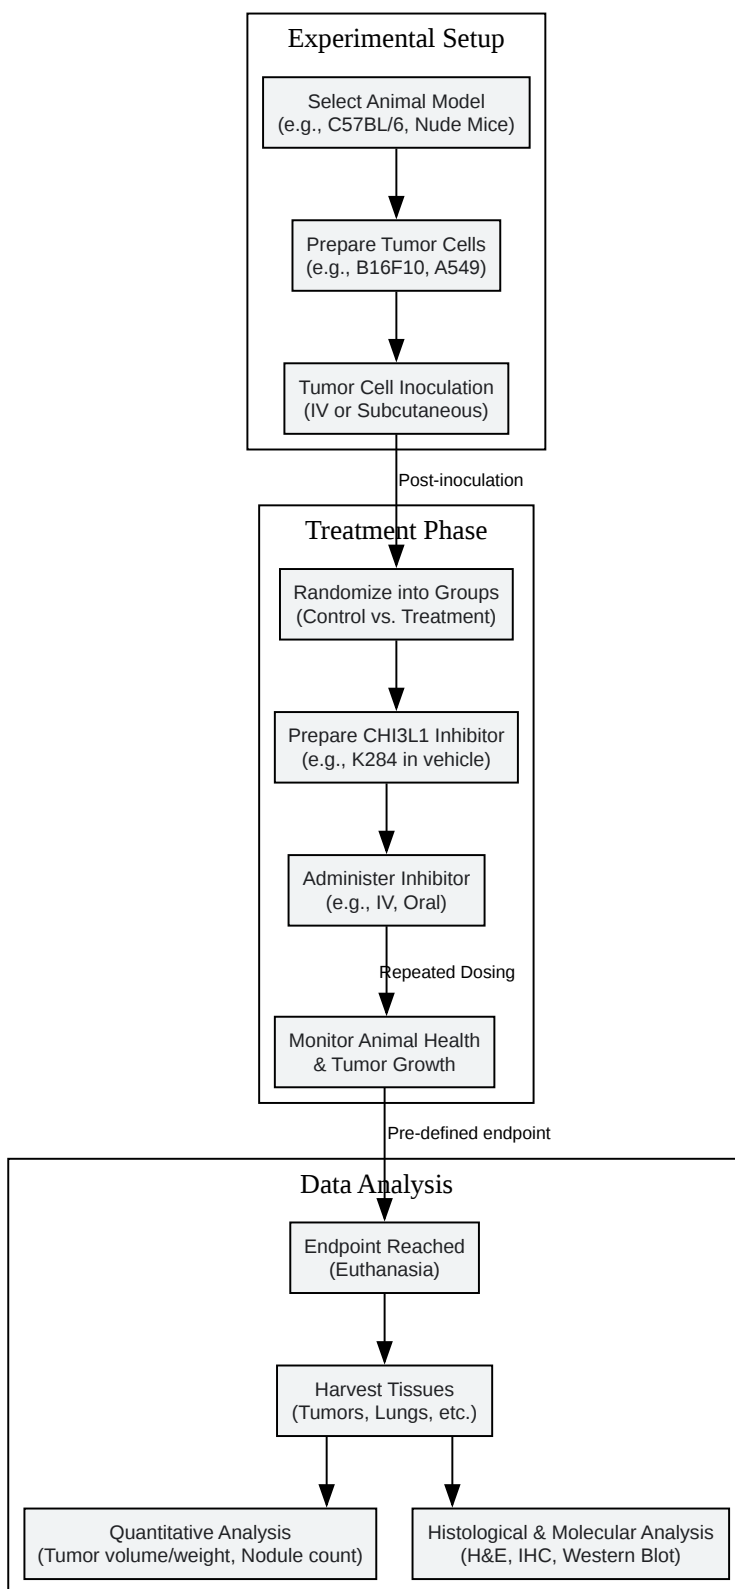 Experimental Setup
Select Animal Model
(e.g., C57BL/6, Nude Mice)
Prepare Tumor Cells
(e.g., B16F10, A549)
Tumor Cell Inoculation
(IV or Subcutaneous)
Post-inoculation
Treatment Phase
Randomize into Groups
(Control vs. Treatment)
Prepare CHI3L1 Inhibitor
(e.g., K284 in vehicle)
Administer Inhibitor
(e.g., IV, Oral)
Repeated Dosing
Monitor Animal Health
& Tumor Growth
Pre-defined endpoint
Data Analysis
Endpoint Reached
(Euthanasia)
Harvest Tissues
(Tumors, Lungs, etc.)
Quantitative Analysis
(Tumor volume/weight, Nodule count)
Histological & Molecular Analysis
(H&E, IHC, Western Blot)